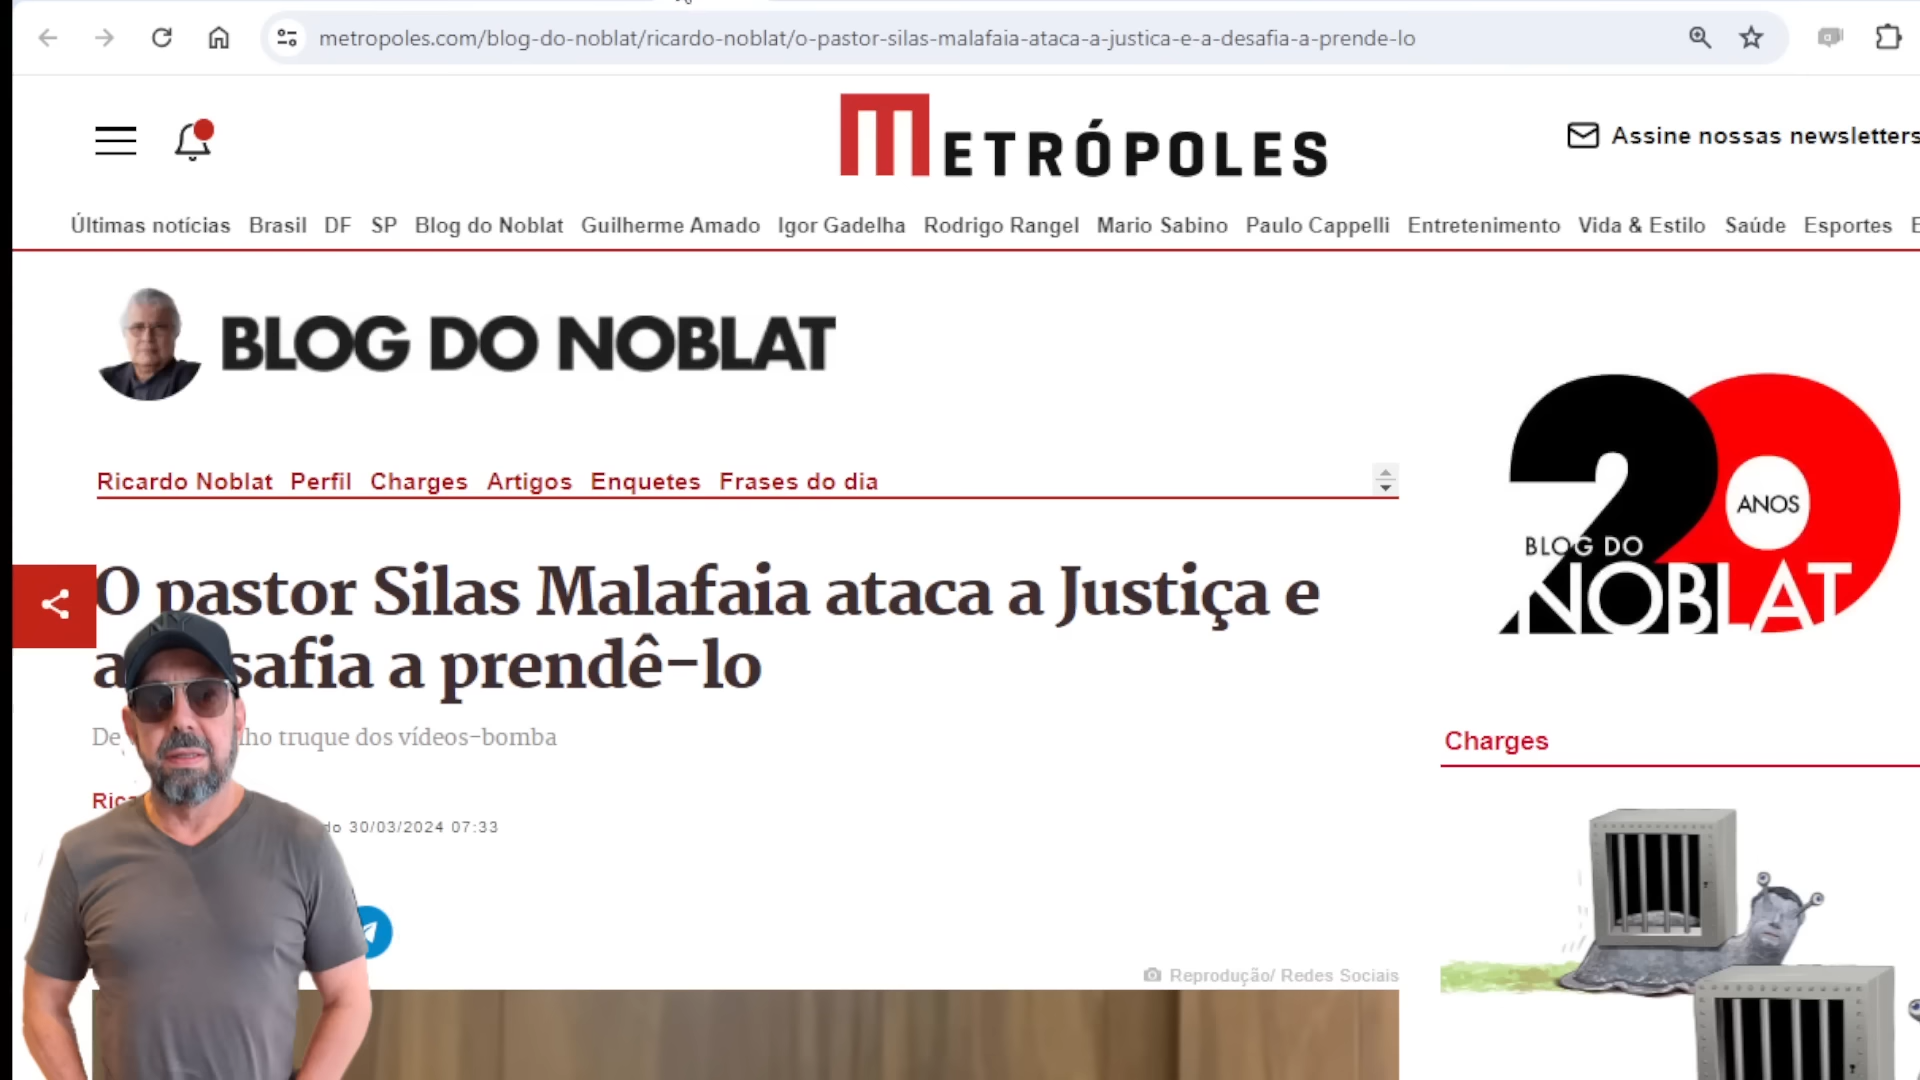 metropoles.com/blog-do-noblat/ricardo-noblat/o-pastor-silas-malafaia-ataca-a-justica-e-a-desafia-a-prende-lo
METRÓPOLES
Assine nossas newsletters
Últimas notícias Brasil DF SP Blog do Noblat Guilherme Amado Igor Gadelha Rodrigo Rangel Mario Sabino Paulo Cappelli Entretenimento Vida & Estilo Saúde Esportes
BLOG DO NOBLAT
Ricardo Noblat Perfil Charges Artigos Enquetes Frases do dia
20 ANOS
BLOG DO
NOBLAT
O pastor Silas Malafaia ataca a Justiça e
a prendê-lo
De truque dos vídeos-bomba
30/03/2024 07:33
Charges
Reprodução/ Redes Sociais